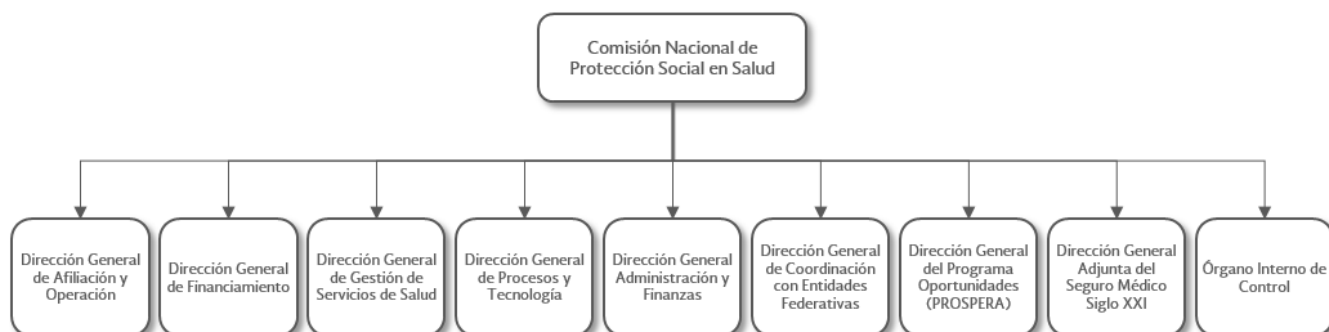 Comisión Nacional de
Protección Social en Salud
Dirección General
de Afiliación y
Operación
Dirección General
de Financiamiento
Dirección General
de Gestión de
Servicios de Salud
Dirección General
de Procesos y
Tecnología
Dirección General
Administración y
Finanzas
Dirección General
de Coordinación
con Entidades
Federativas
Dirección General
del Programa
Oportunidades
(PROSPERA)
Dirección General
Adjunta del
Seguro Médico
Siglo XXI
Órgano Interno de
Control